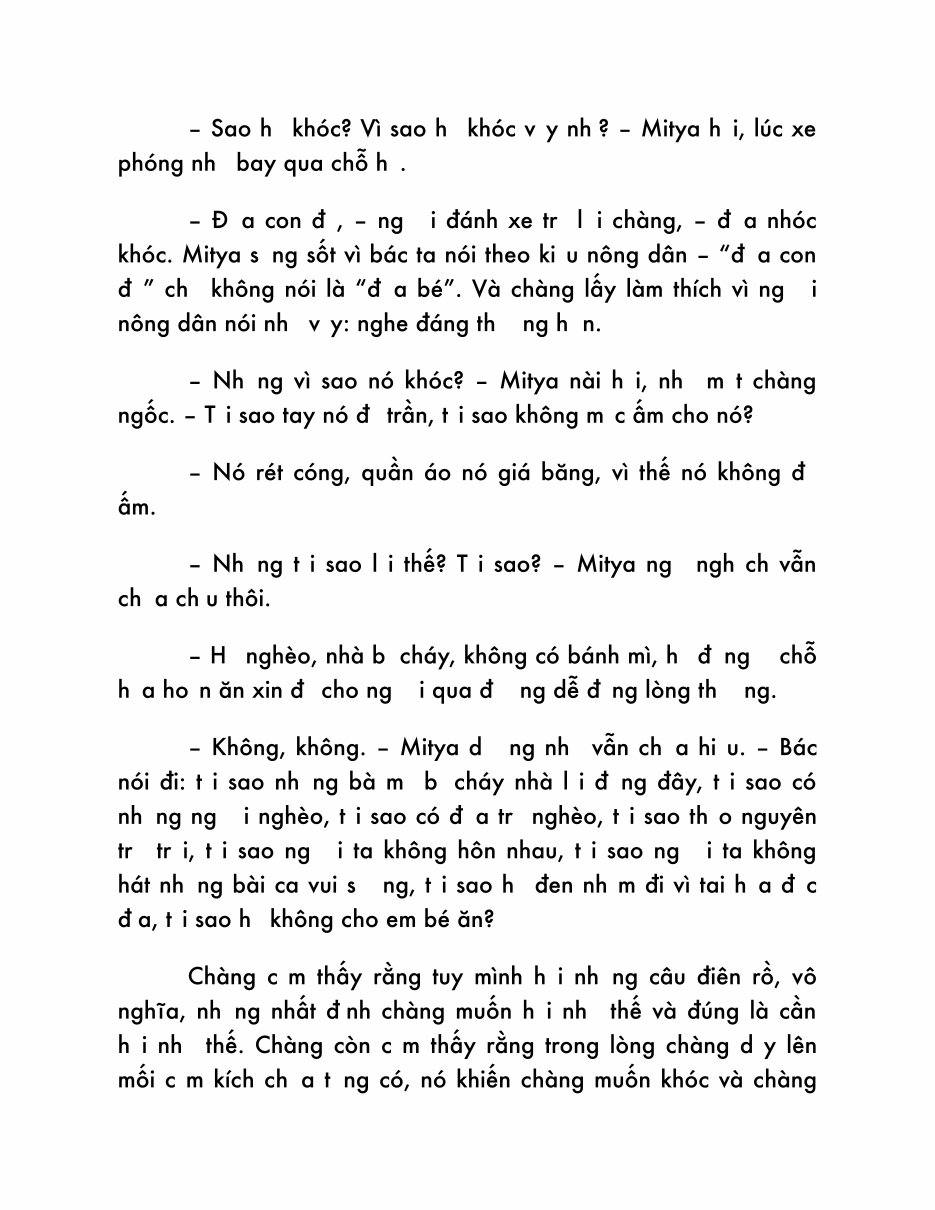 – Sao h khóc? Vì sao h khóc v y nh ? – Mitya h i, lúc xe
phóng nh bay qua chỗ h .
– Đ a con đ , – ng i đánh xe tr l i chàng, – đ a nhóc
khóc. Mitya s ng sốt vì bác ta nói theo ki u nông dân – “đ a con
đ ” ch không nói là “đ a bé”. Và chàng lấy làm thích vì ng i
nông dân nói nh v y: nghe đáng th ng h n.
– Nh ng vì sao nó khóc? – Mitya nài h i, nh m t chàng
ngốc. – T i sao tay nó đ trần, t i sao không m c ấm cho nó?
– Nó rét cóng, quần áo nó giá băng, vì thế nó không đ
ấm.
– Nh ng t i sao l i thế? T i sao? – Mitya ng ngh ch vẫn
ch a ch u thôi.
– H nghèo, nhà b cháy, không có bánh mì, h đ ng chỗ
h a ho n ăn xin đ cho ng i qua đ ng dễ đ ng lòng th ng.
– Không, không. – Mitya d ng nh vẫn ch a hi u. – Bác
nói đi: t i sao nh ng bà m b cháy nhà l i đ ng đây, t i sao có
nh ng ng i nghèo, t i sao có đ a tr nghèo, t i sao th o nguyên
tr tr i, t i sao ng i ta không hôn nhau, t i sao ng i ta không
hát nh ng bài ca vui s ng, t i sao h đen nh m đi vì tai h a đ c
đ a, t i sao h không cho em bé ăn?
Chàng c m thấy rằng tuy mình h i nh ng câu điên rồ, vô
nghĩa, nh ng nhất đ nh chàng muốn h i nh thế và đúng là cần
h i nh thế. Chàng còn c m thấy rằng trong lòng chàng d y lên
mối c m kích ch a t ng có, nó khiến chàng muốn khóc và chàng